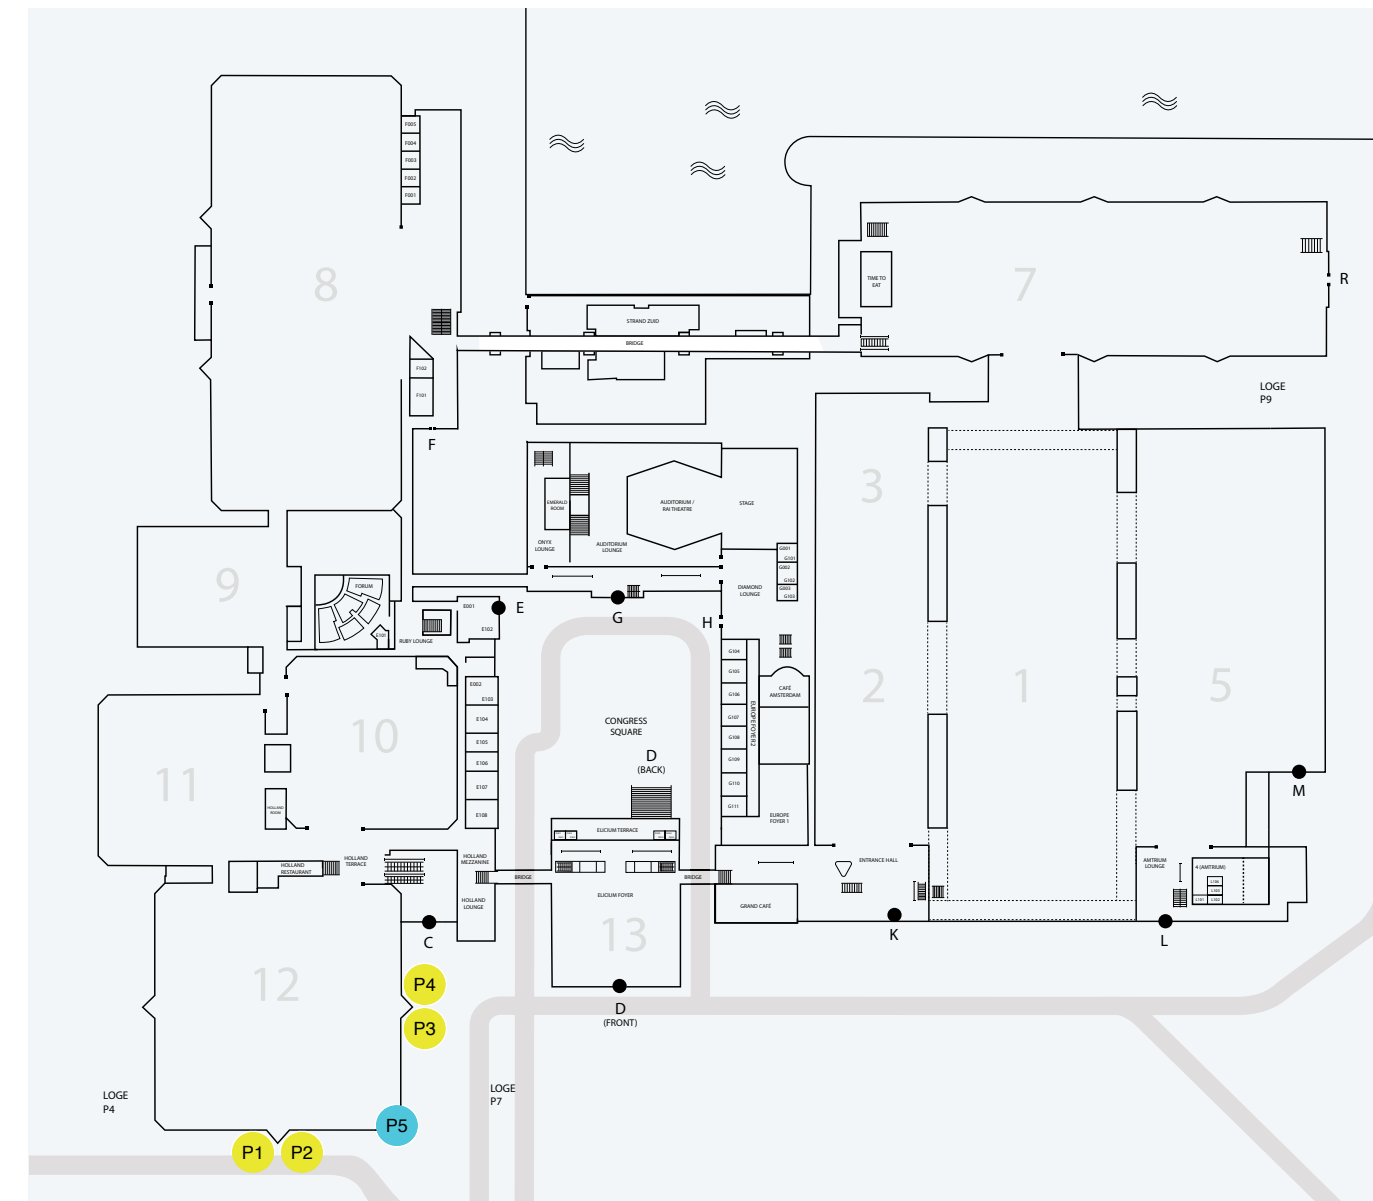 F005
F004
F003
F002
F001
8
TIME TO
EAT
7
R
STRAND ZUID
BRIDGE
F102
F101
F
LOGE
P9
3
EMERALD
ROOM
AUDITORIUM /
RAI THEATRE
STAGE
ONYX
LOUNGE
AUDITORIUM
LOUNGE
G001
G101
G002
G102
G003
G103
DIAMOND
LOUNGE
9
FORUM
E101
RUBY LOUNGE
E001
E102
E
G
H
G104
G105
G106
G107
G108
G109
G110
G111
EUROPE FOYER 2
CAFÉ
AMSTERDAM
2
1
5
E002
E103
E104
E105
E106
E107
E108
10
11
HOLLAND
ROOM
CONGRESS
SQUARE
D
(BACK)
M
EUROPE
FOYER 1
ELICIUM TERRACE
HOLLAND
RESTAURANT
HOLLAND
TERRACE
HOLLAND
MEZZANINE
BRIDGE
ELICIUM FOYER
BRIDGE
ENTRANCE HALL
AMTRIUM
LOUNGE
4 (AMTRIUM)
L106
L103
L101
L102
HOLLAND
LOUNGE
GRAND CAFÉ
C
13
K
L
12
P4
P3
D
(FRONT)
LOGE
P4
LOGE
P7
P5
P1
P2